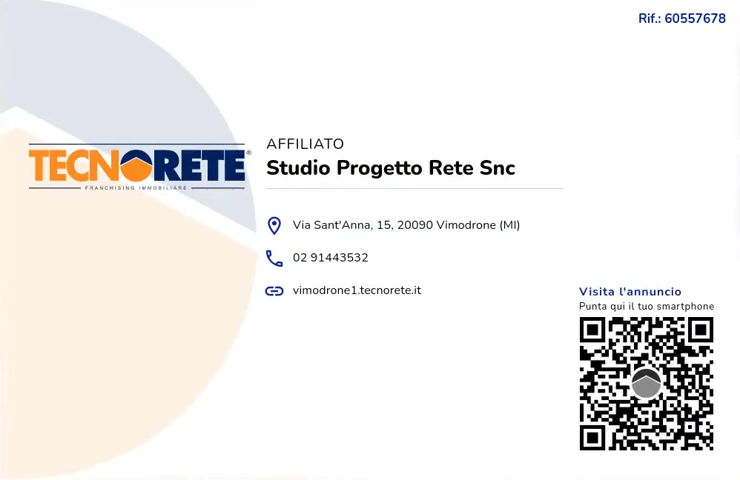 Rif.: 60557678
TECNORETE®
FRANCHISING IMMOBILIARE
AFFILIATO
Studio Progetto Rete Snc
Via Sant'Anna, 15, 20090 Vimodrone (MI)
02 91443532
vimodrone1.tecnorete.it
Visita l'annuncio
Punta qui il tuo smartphone